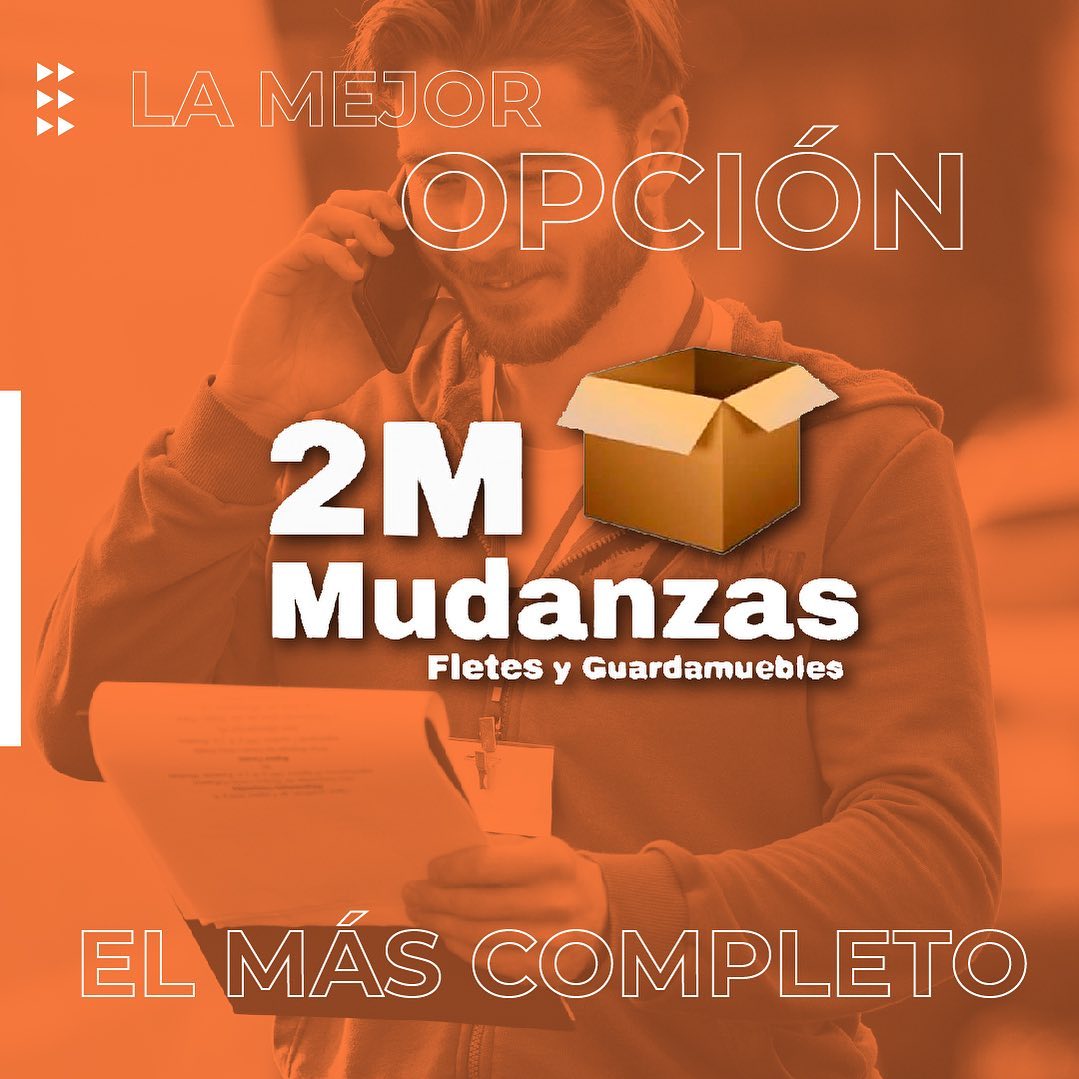 LA MEJOR
OPCIÓN
2M
Mudanzas
Fletes y Guardamuebles
EL MÁS COMPLETO